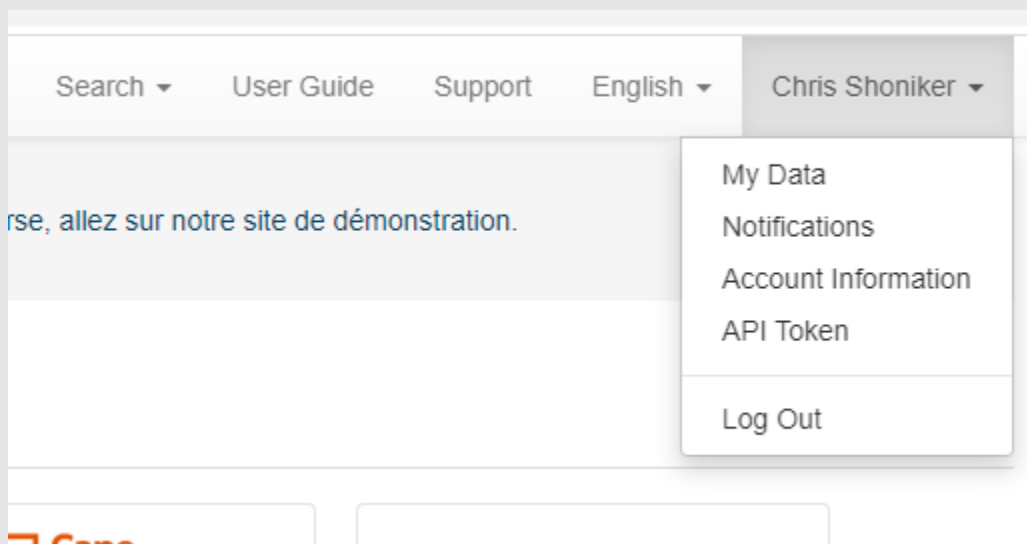 Search User Guide Support English Chris Shoniker
My Data
rse, allez sur notre site de démonstration.
Notifications
Account Information
API Token
Log Out